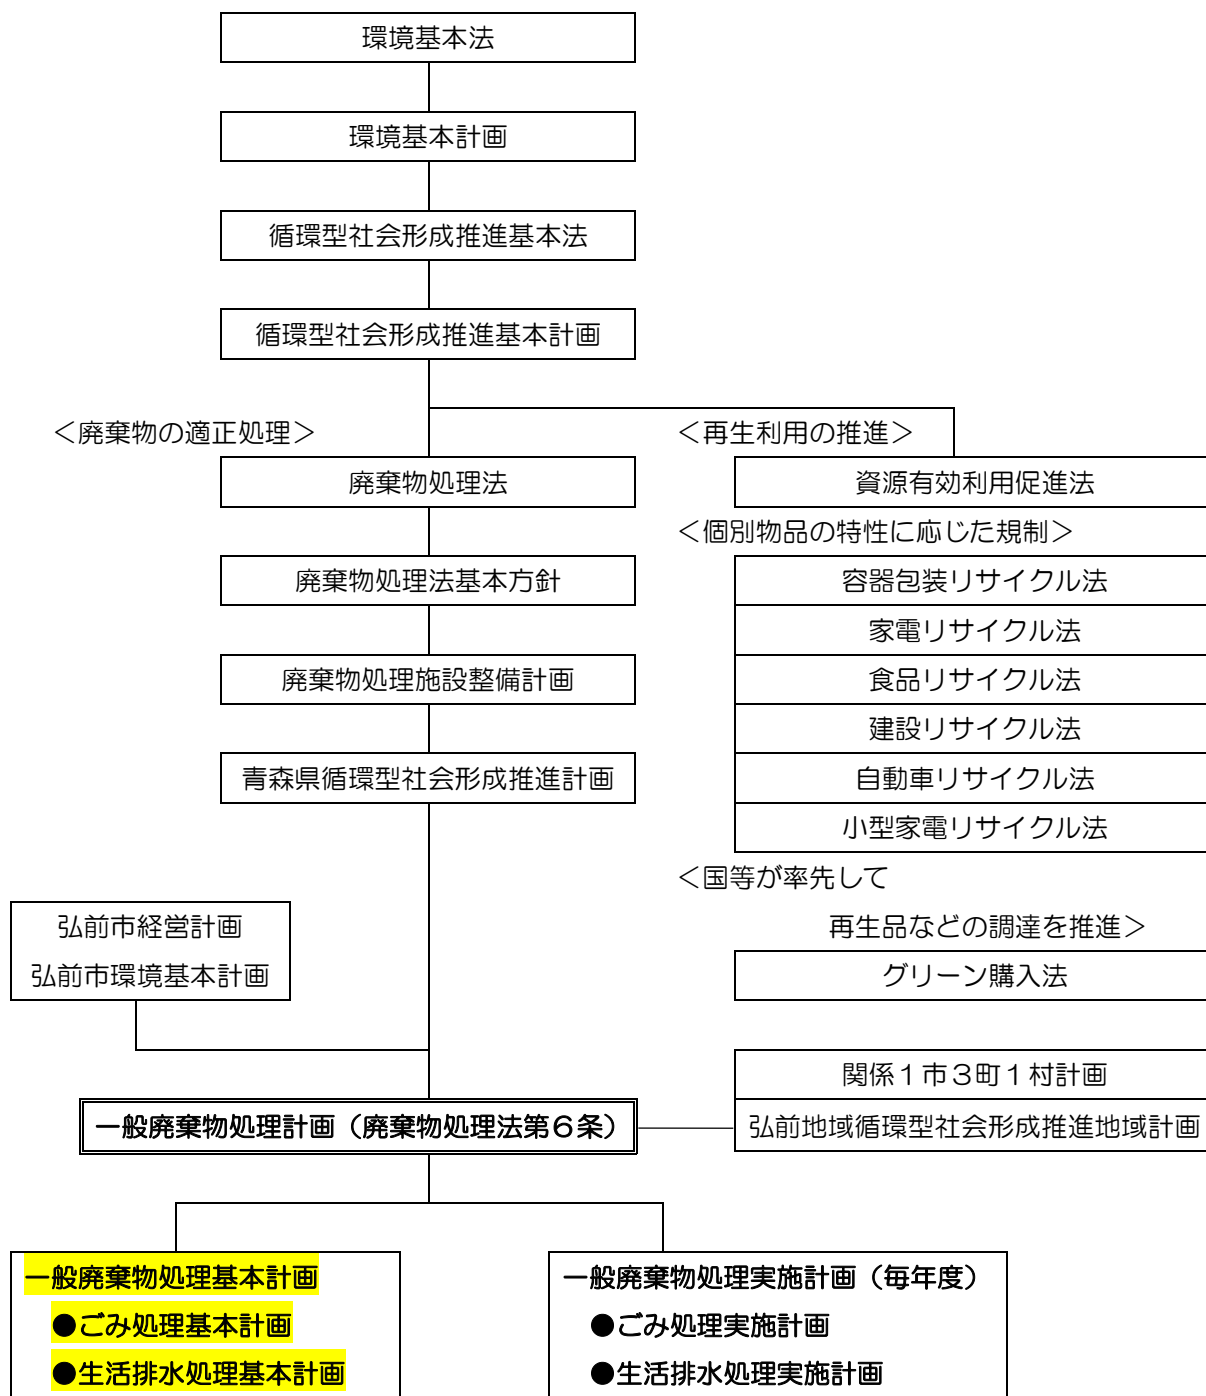 環境基本法
環境基本計画
循環型社会形成推進基本法
循環型社会形成推進基本計画
＜廃棄物の適正処理＞
＜再生利用の推進＞
廃棄物処理法
資源有効利用促進法
＜個別物品の特性に応じた規制＞
廃棄物処理法基本方針
容器包装リサイクル法
家電リサイクル法
廃棄物処理施設整備計画
食品リサイクル法
建設リサイクル法
青森県循環型社会形成推進計画
自動車リサイクル法
小型家電リサイクル法
＜国等が率先して
再生品などの調達を推進＞
弘前市経営計画
弘前市環境基本計画
グリーン購入法
関係１市３町１村計画
一般廃棄物処理計画（廃棄物処理法第６条）
弘前地域循環型社会形成推進地域計画
一般廃棄物処理基本計画
●ごみ処理基本計画
●生活排水処理基本計画
一般廃棄物処理実施計画（毎年度）
●ごみ処理実施計画
●生活排水処理実施計画